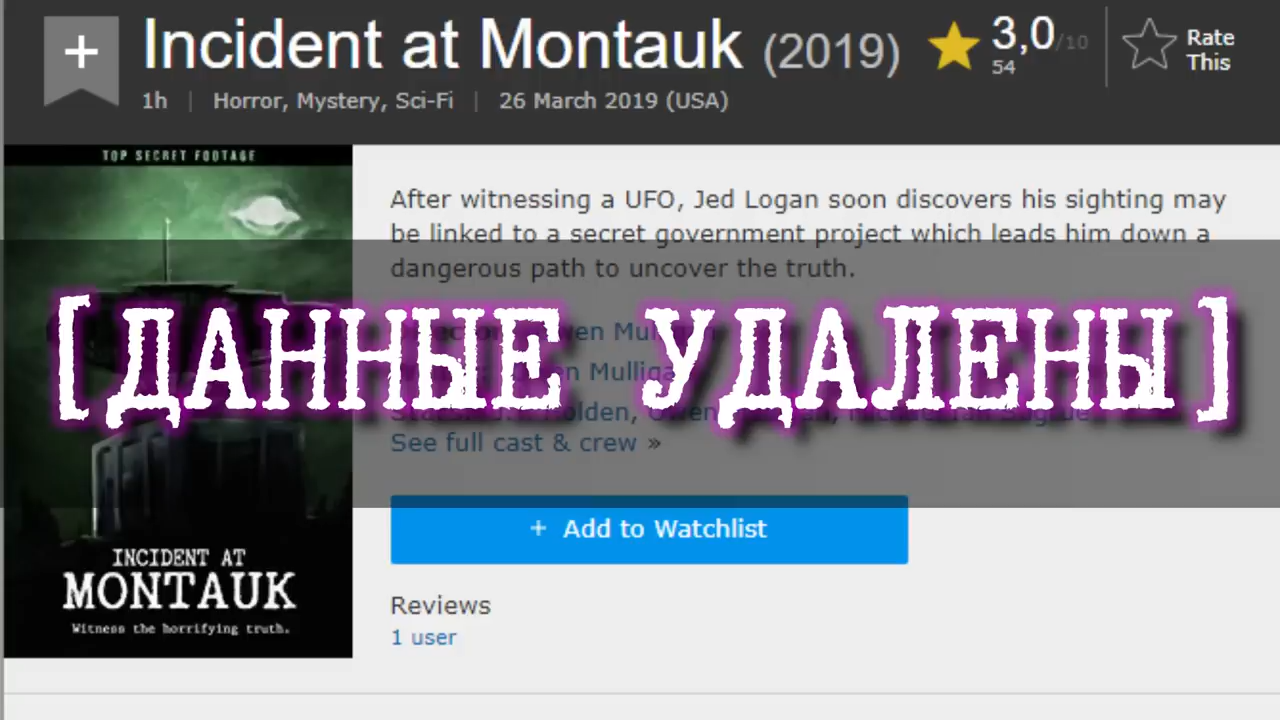 + Incident at Montauk (2019) 3,0/10 54 Rate This
1h | Horror, Mystery, Sci-Fi | 26 March 2019 (USA)
TOP SECRET FOOTAGE
INCIDENT AT
MONTAUK
Witness the horrifying truth.
After witnessing a UFO, Jed Logan soon discovers his sighting may
be linked to a secret government project which leads him down a
dangerous path to uncover the truth.
[ДАННЫЕ УДАЛЕНЫ]
See full cast & crew »
+ Add to Watchlist
Reviews
1 user